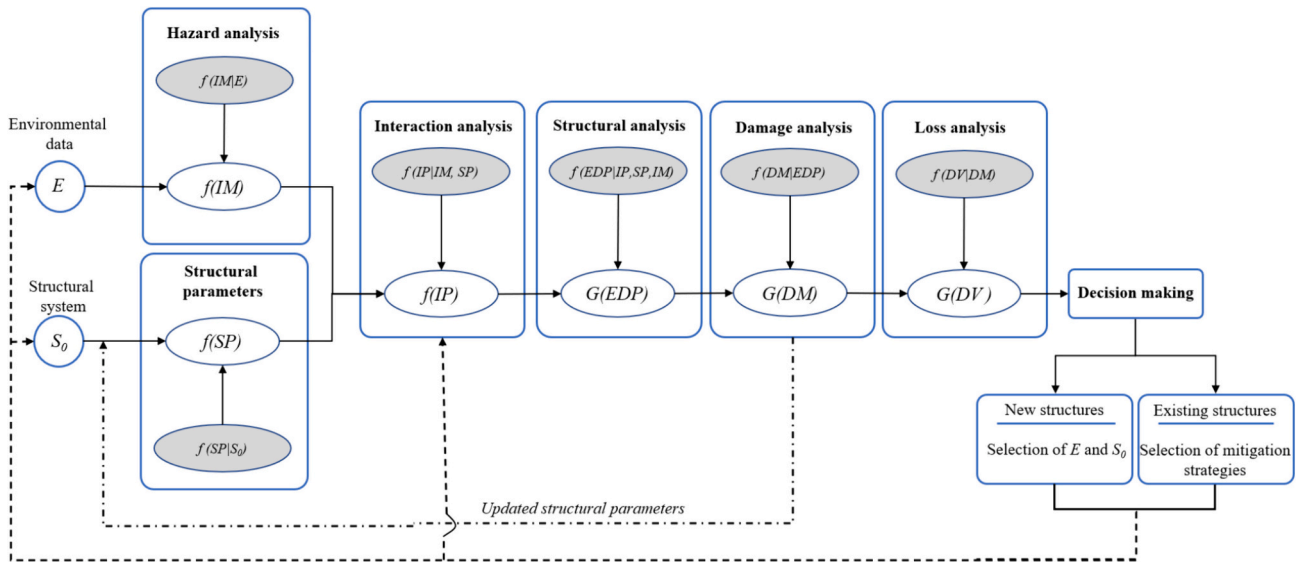 Hazard analysis
f(IM|E)
Environmental
data
E
f(IM)
Structural
system
S0
Structural
parameters
f(SP)
f(SP|S0)
Interaction analysis
f(IP|IM, SP)
f(IP)
Structural analysis
f(EDP|IP,SP,IM)
G(EDP)
Damage analysis
f(DM|EDP)
G(DM)
Loss analysis
f(DV|DM)
G(DV)
Decision making
New structures
Selection of E and S0
Existing structures
Selection of mitigation
strategies
Updated structural parameters